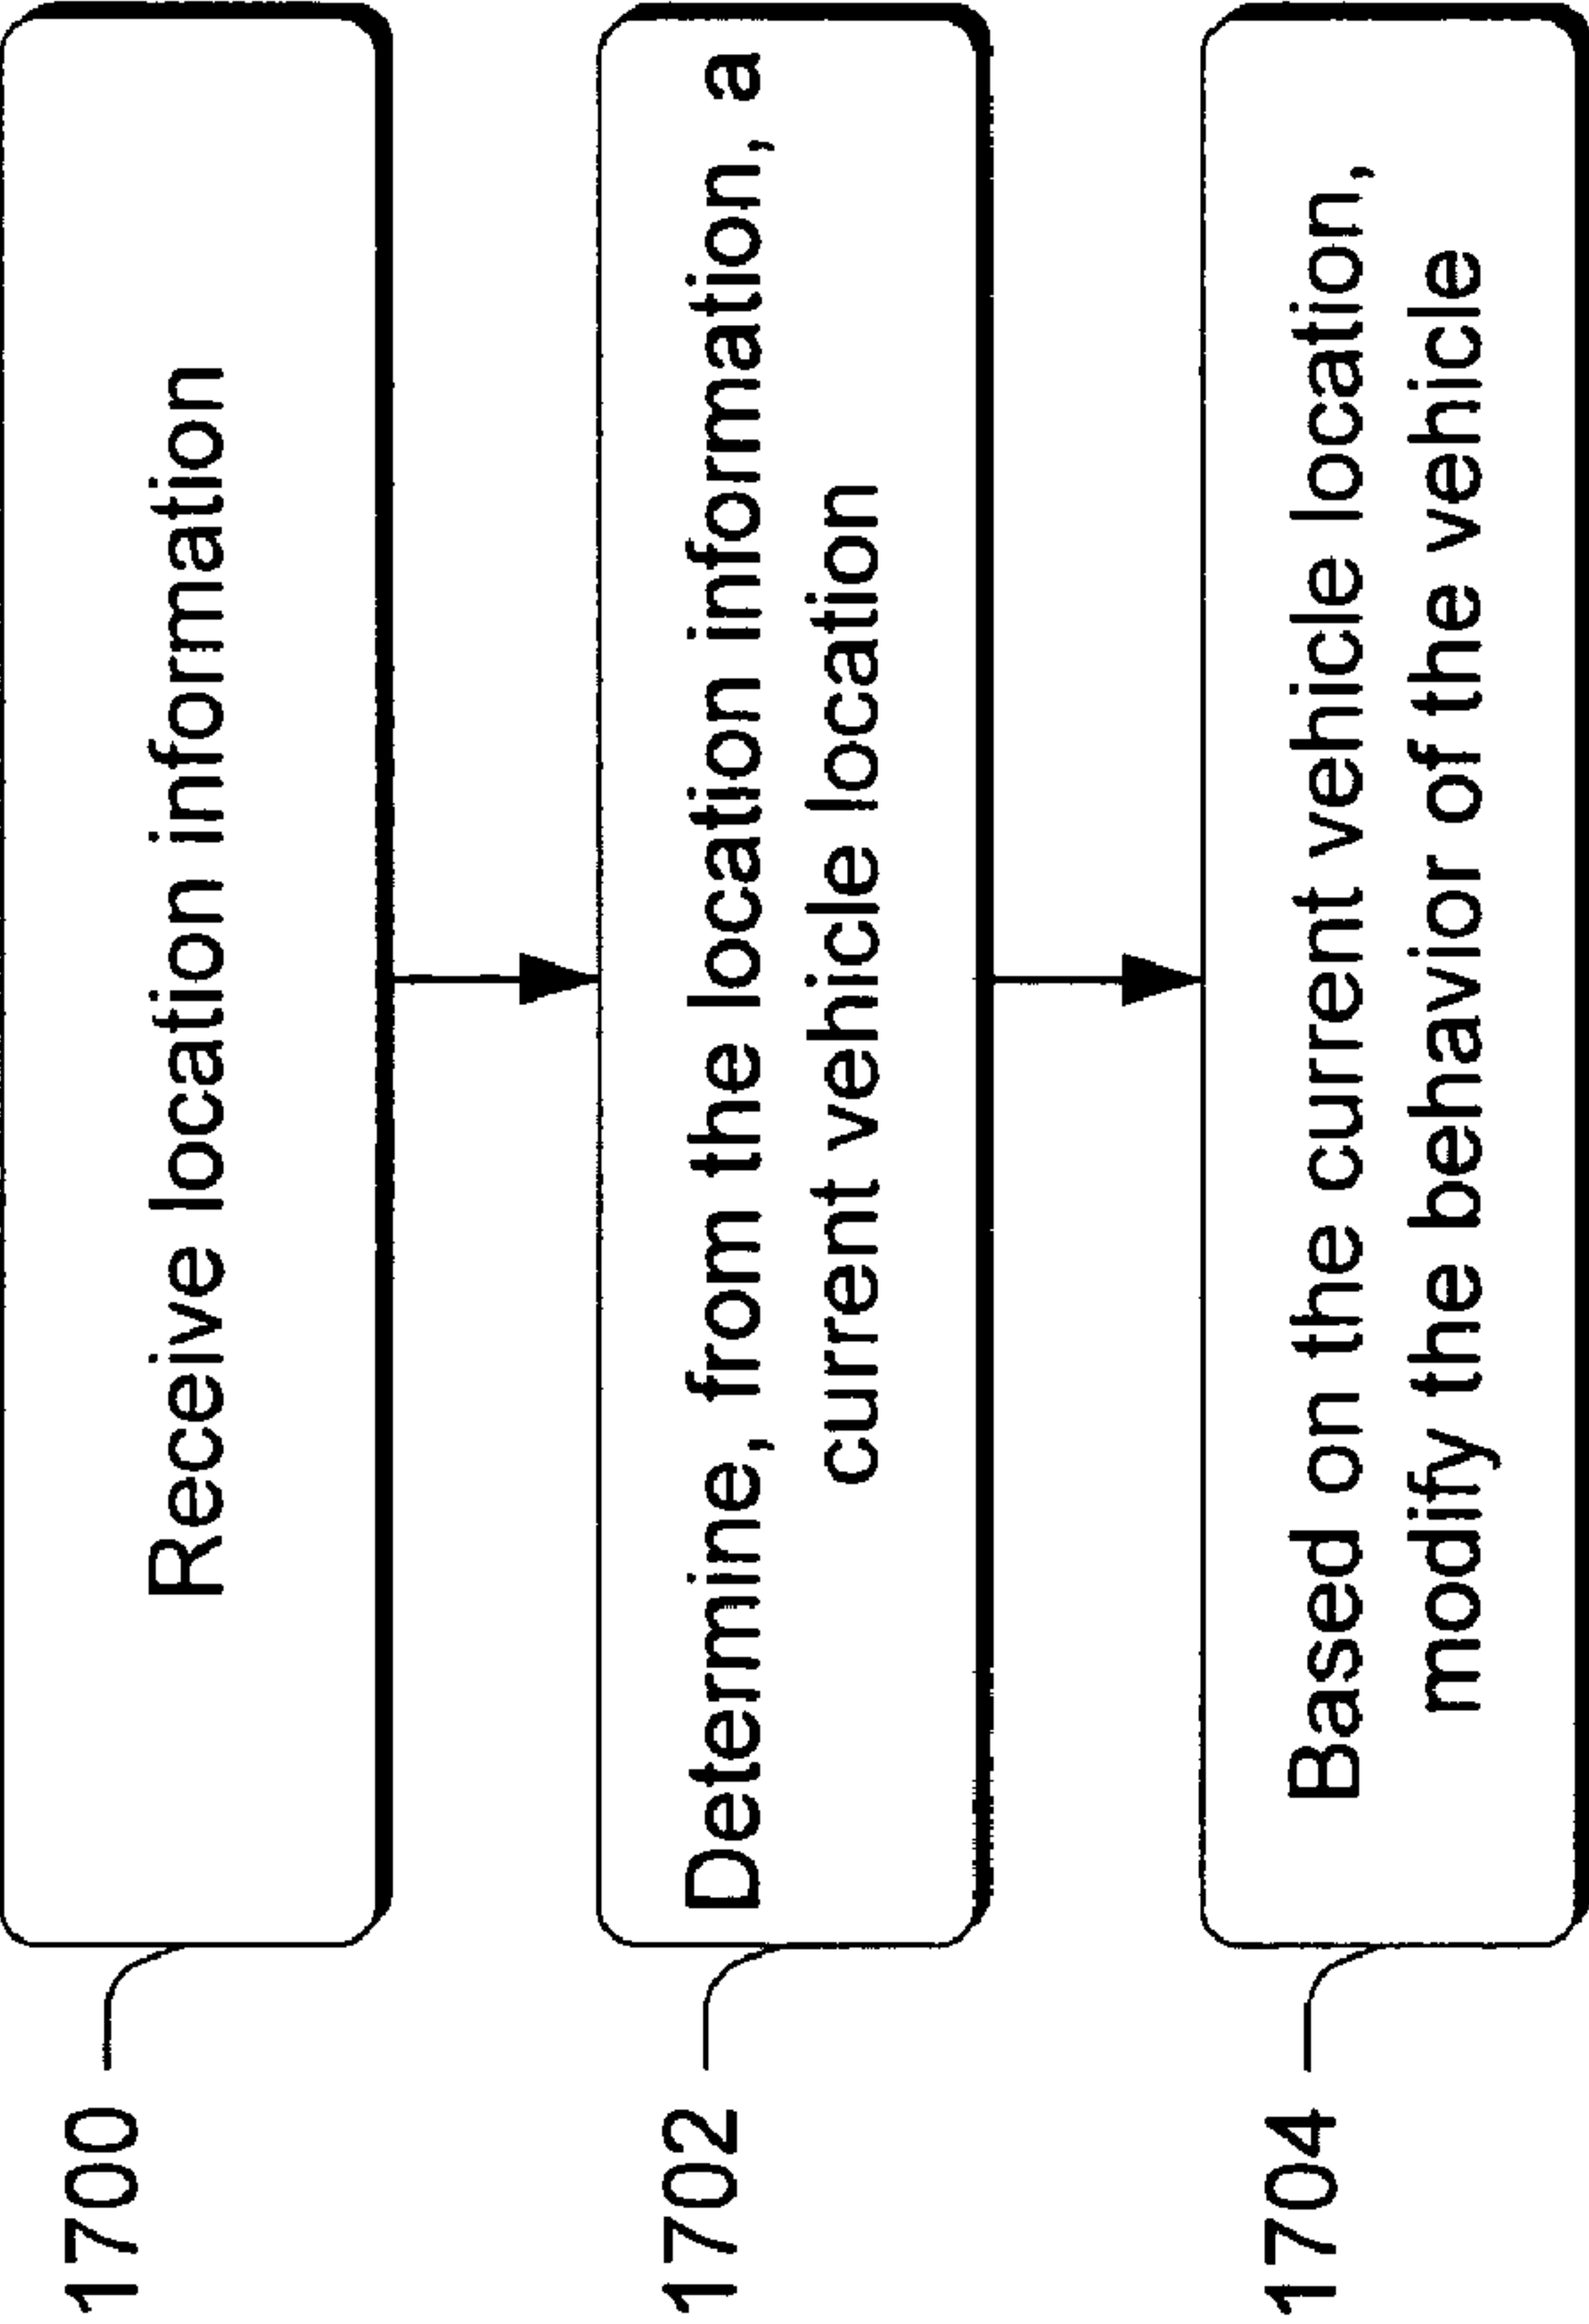 1700
Receive location information
1702
Determine, from the location information, a
current vehicle location
1704
Based on the current vehicle location,
modify the behavior of the vehicle